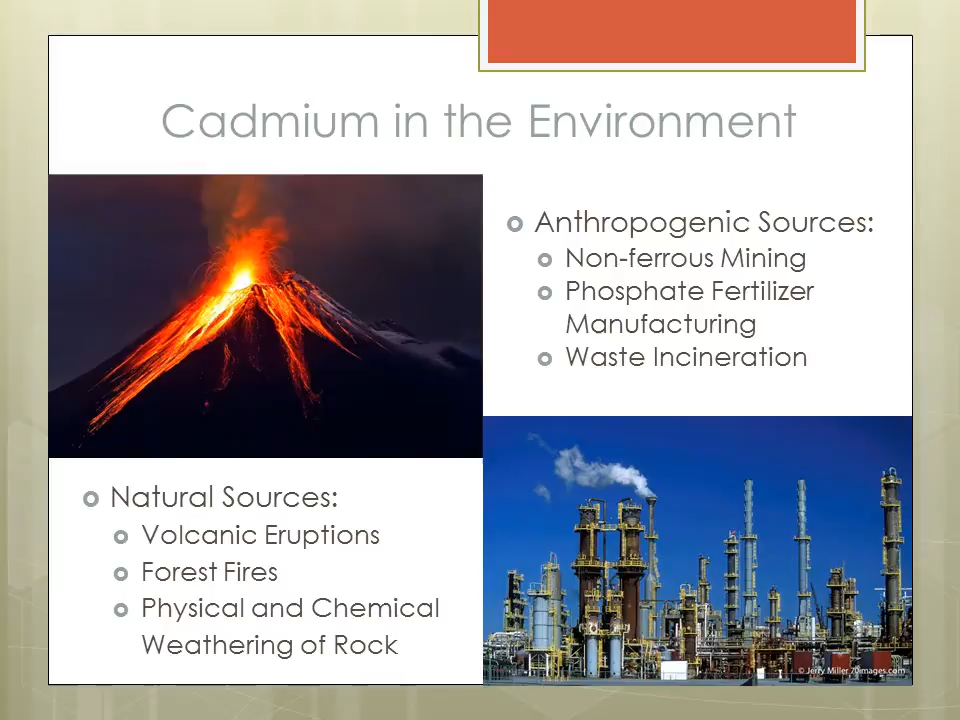 Cadmium in the Environment
Anthropogenic Sources:
Non-ferrous Mining
Phosphate Fertilizer
Manufacturing
Waste Incineration
Natural Sources:
Volcanic Eruptions
Forest Fires
Physical and Chemical
Weathering of Rock
© Jerry Miller 70images.com